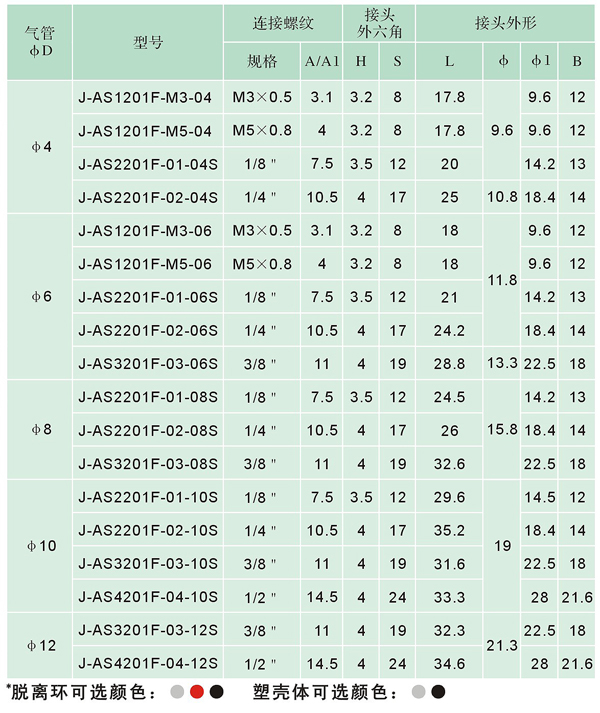 气管 φD 型号 连接螺纹 接头外六角 接头外形
规格 A/A1 H S L φ φ1 B
φ4
J-AS1201F-M3-04 M3×0.5 3.1 3.2 8 17.8 9.6 9.6 12
J-AS1201F-M5-04 M5×0.8 4 3.2 8 17.8 9.6 12
J-AS2201F-01-04S 1/8" 7.5 3.5 12 20 14.2 13
J-AS2201F-02-04S 1/4" 10.5 4 17 25 10.8 18.4 14
φ6
J-AS1201F-M3-06 M3×0.5 3.1 3.2 8 18 11.8 9.6 12
J-AS1201F-M5-06 M5×0.8 4 3.2 8 18 9.6 12
J-AS2201F-01-06S 1/8" 7.5 3.5 12 21 14.2 13
J-AS2201F-02-06S 1/4" 10.5 4 17 24.2 18.4 14
J-AS3201F-03-06S 3/8" 11 4 19 28.8 13.3 22.5 18
φ8
J-AS2201F-01-08S 1/8" 7.5 3.5 12 24.5 15.8 14.2 13
J-AS2201F-02-08S 1/4" 10.5 4 17 26 18.4 14
J-AS3201F-03-08S 3/8" 11 4 19 32.6 22.5 18
φ10
J-AS2201F-01-10S 1/8" 7.5 3.5 12 29.6 19 14.5 12
J-AS2201F-02-10S 1/4" 10.5 4 17 35.2 18.4 14
J-AS3201F-03-10S 3/8" 11 4 19 31.6 22.5 18
J-AS4201F-04-10S 1/2" 14.5 4 24 33.3 28 21.6
φ12
J-AS3201F-03-12S 3/8" 11 4 19 32.3 21.3 22.5 18
J-AS4201F-04-12S 1/2" 14.5 4 24 34.6 28 21.6
*脱离环可选颜色： 塑壳体可选颜色：